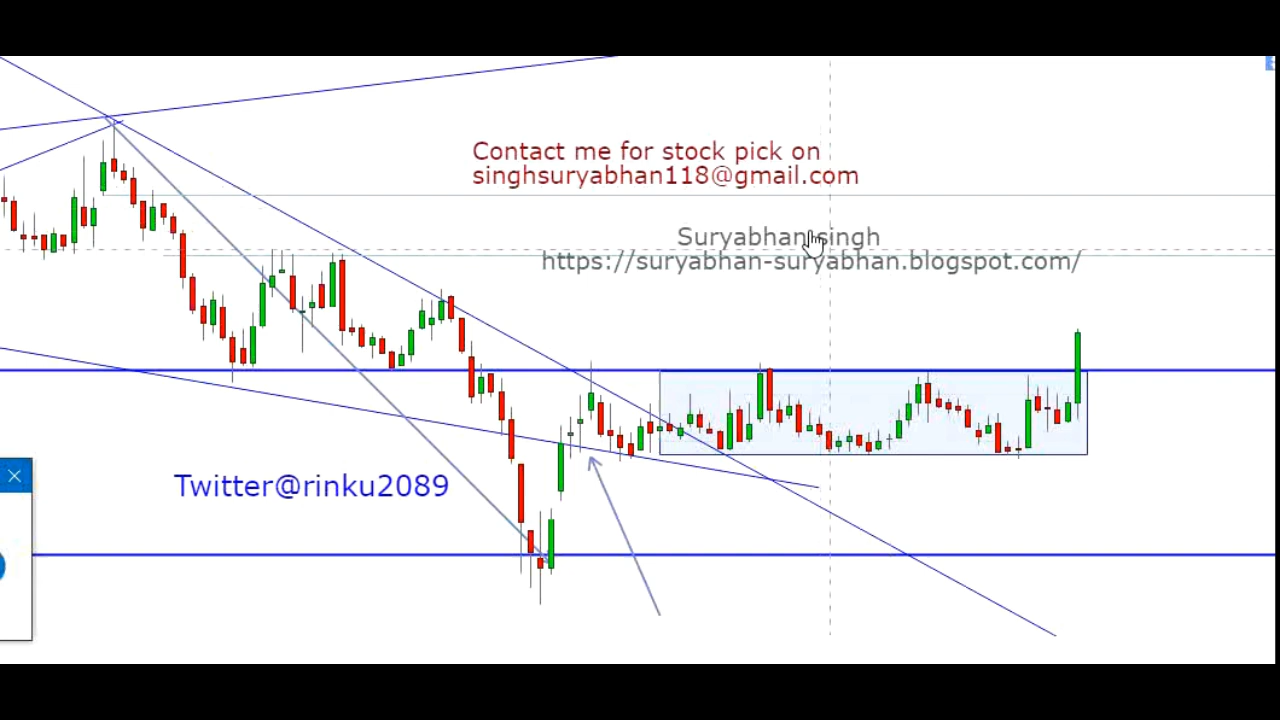 Contact me for stock pick on
singhsuryabhan118@gmail.com
Suryabhan singh
https://suryabhan-suryabhan.blogspot.com/
Twitter@rinku2089